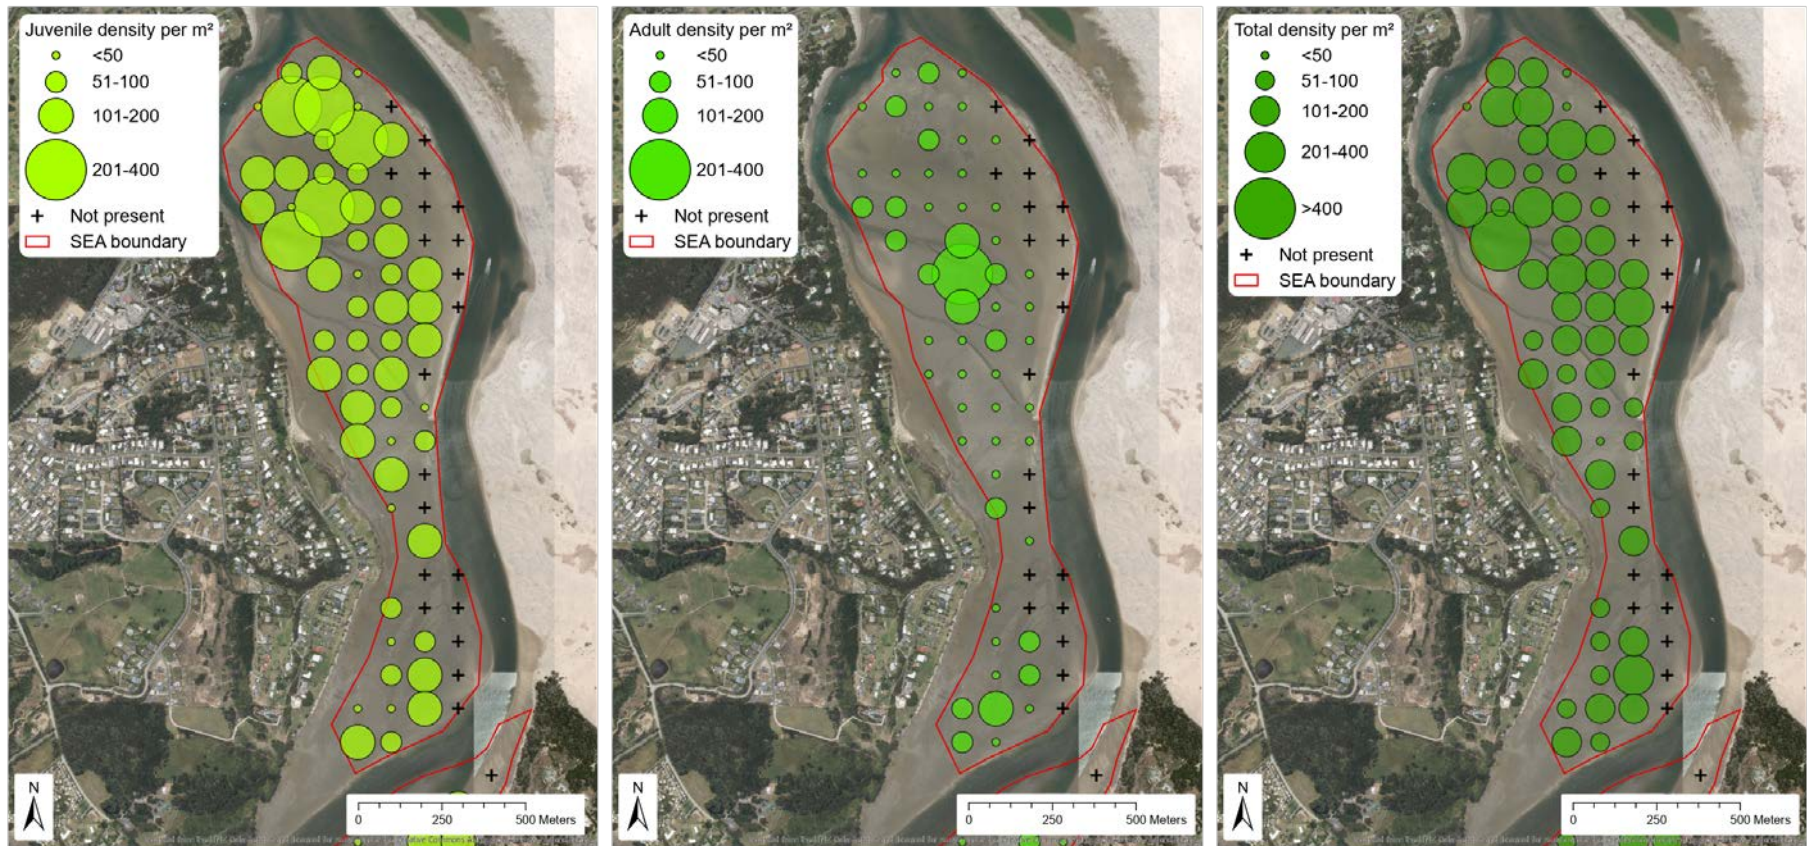 Juvenile density per m²
<50
51-100
101-200
201-400
Not present
SEA boundary
N
0 250 500 Meters
Adult density per m²
<50
51-100
101-200
201-400
Not present
SEA boundary
N
0 250 500 Meters
Total density per m²
<50
51-100
101-200
201-400
>400
Not present
SEA boundary
N
0 250 500 Meters